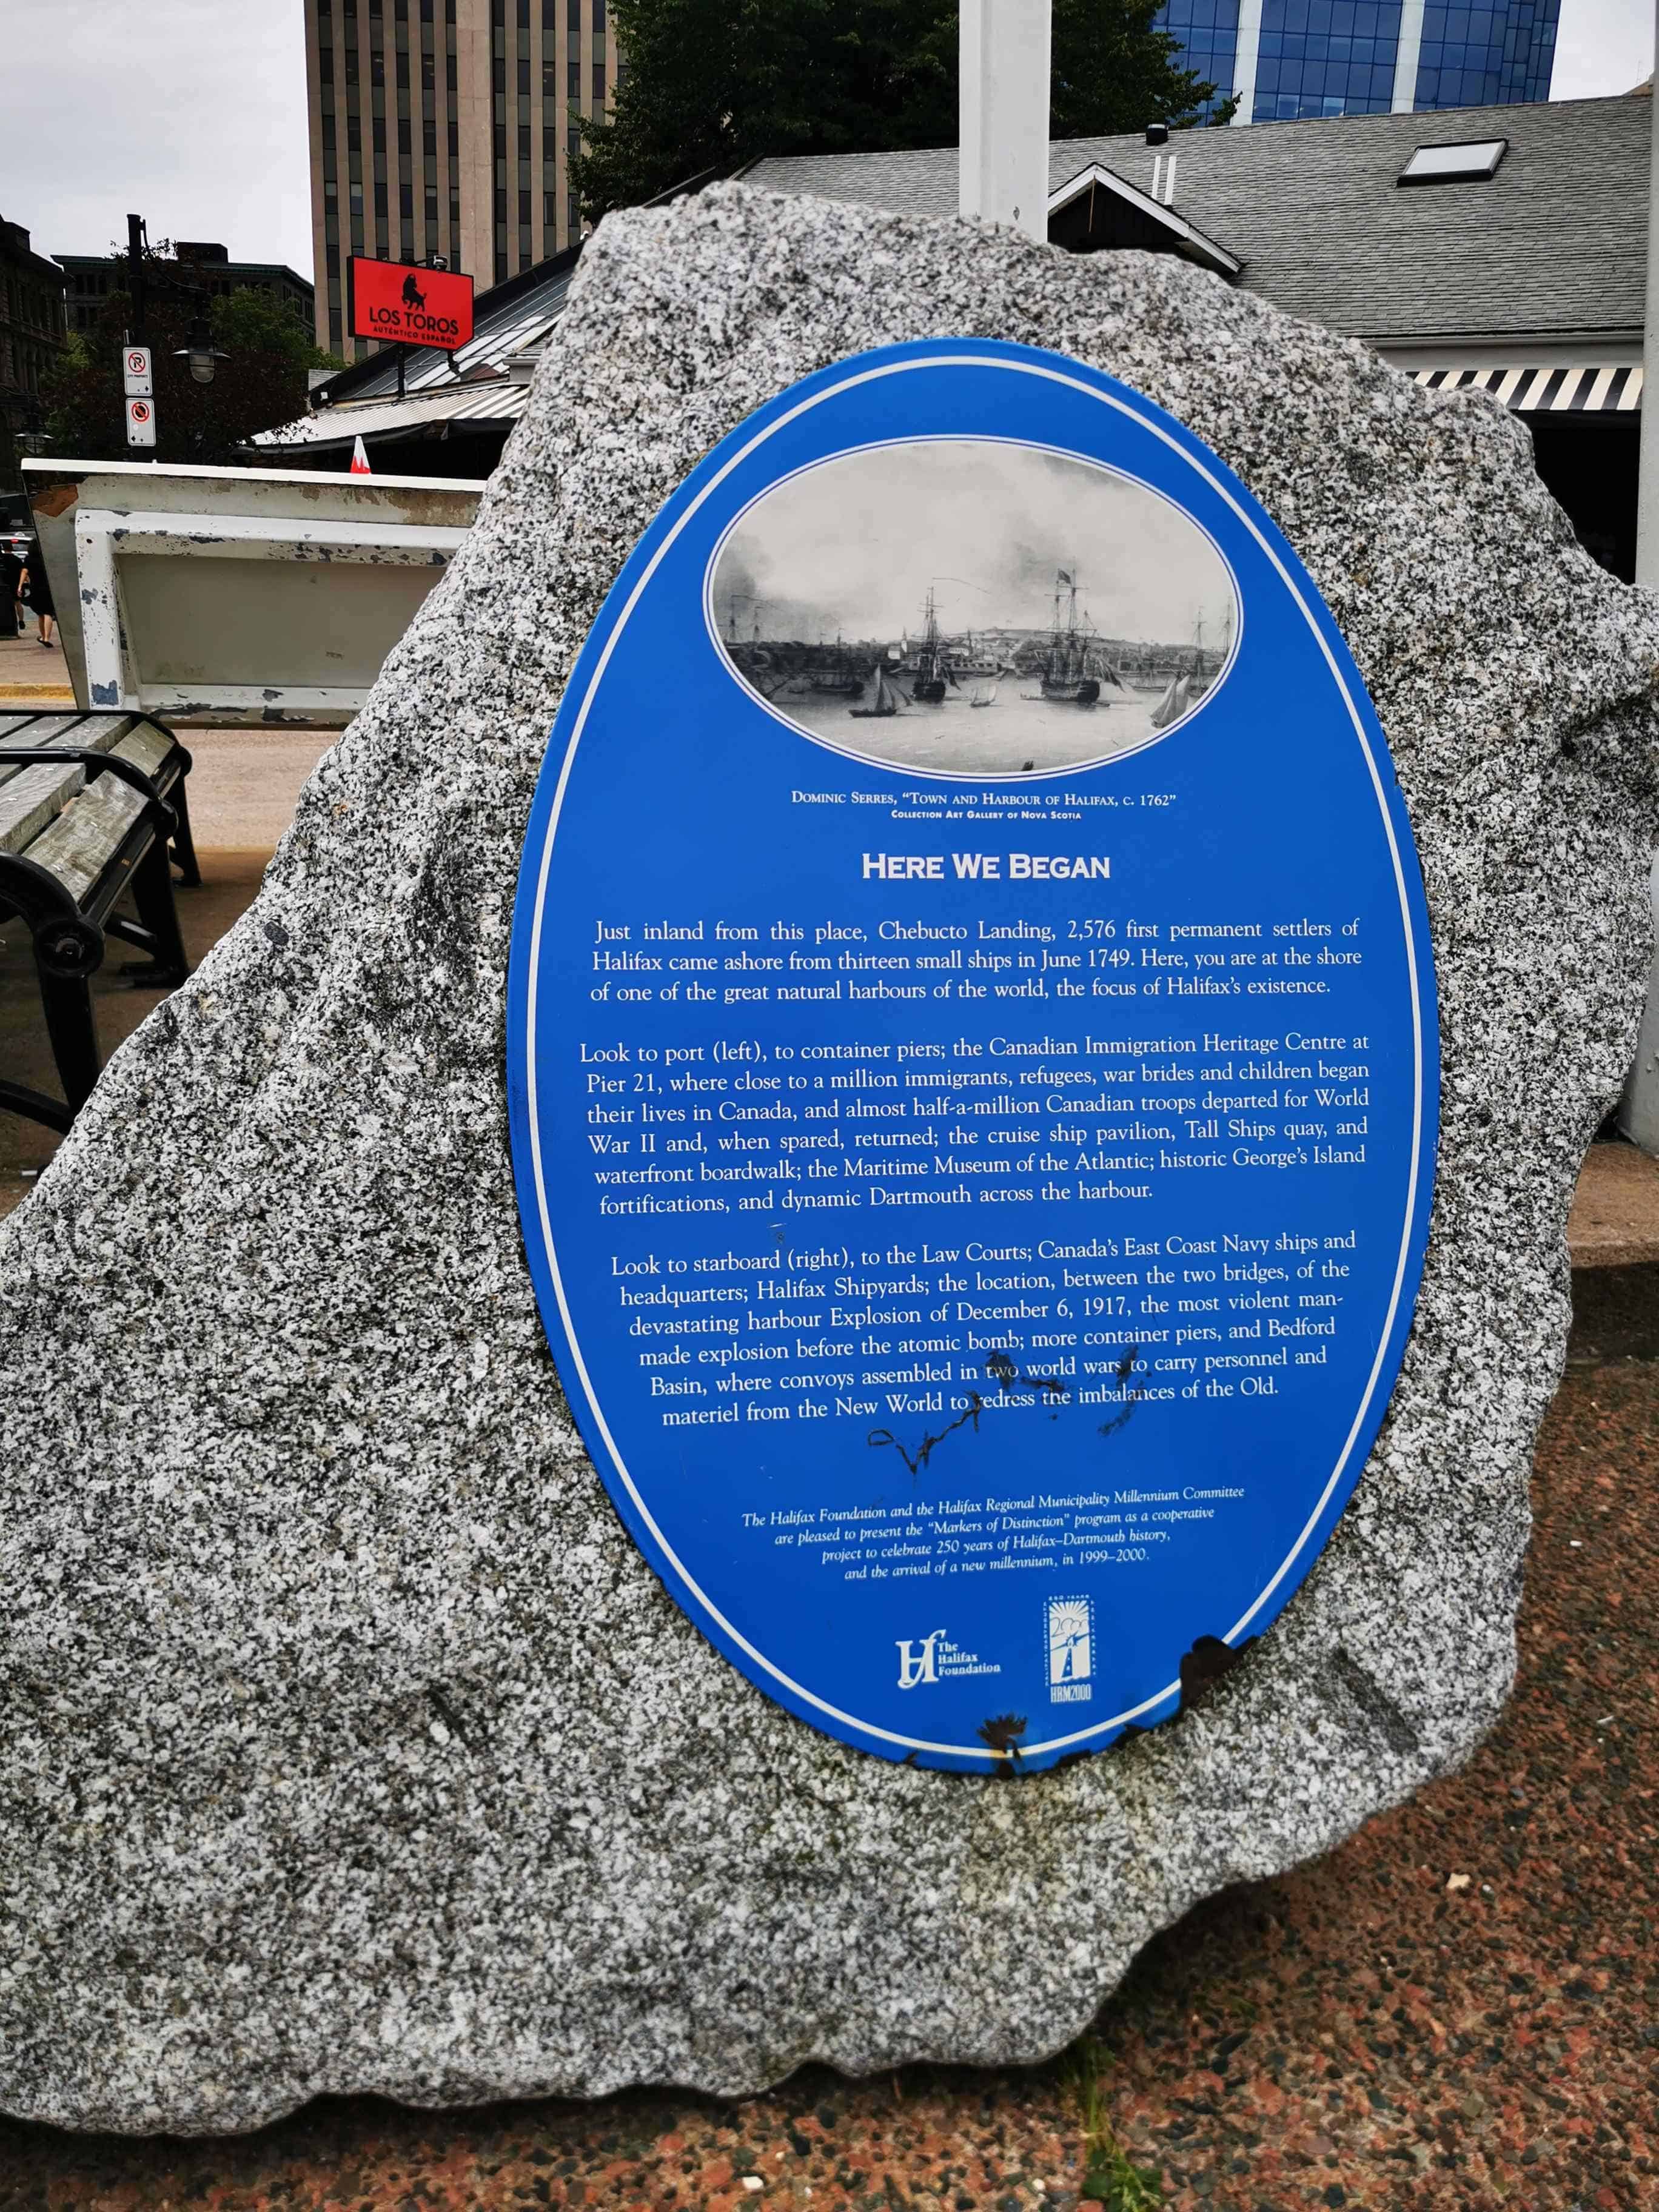 LOS TOROS
AUTÉNTICO ESPAÑOL
DOMINIC SERRES, “TOWN AND HARBOUR OF HALIFAX, C. 1762”
COLLECTION ART GALLERY OF NOVA SCOTIA
HERE WE BEGAN
Just inland from this place, Chebucto Landing, 2,576 first permanent settlers of
Halifax came ashore from thirteen small ships in June 1749. Here, you are at the shore
of one of the great natural harbours of the world, the focus of Halifax’s existence.
Look to port (left), to container piers; the Canadian Immigration Heritage Centre at
Pier 21, where close to a million immigrants, refugees, war brides and children began
their lives in Canada, and almost half-a-million Canadian troops departed for World
War II and, when spared, returned; the cruise ship pavilion, Tall Ships quay, and
waterfront boardwalk; the Maritime Museum of the Atlantic; historic George’s Island
fortifications, and dynamic Dartmouth across the harbour.
Look to starboard (right), to the Law Courts; Canada’s East Coast Navy ships and
headquarters; Halifax Shipyards; the location, between the two bridges, of the
devastating harbour Explosion of December 6, 1917, the most violent man-
made explosion before the atomic bomb; more container piers, and Bedford
Basin, where convoys assembled in two world wars to carry personnel and
materiel from the New World to redress the imbalances of the Old.
The Halifax Foundation and the Halifax Regional Municipality Millennium Committee
are pleased to present the “Markers of Distinction” program as a cooperative
project to celebrate 250 years of Halifax–Dartmouth history,
and the arrival of a new millennium, in 1999–2000.
The
Halifax
Foundation
HRM2000